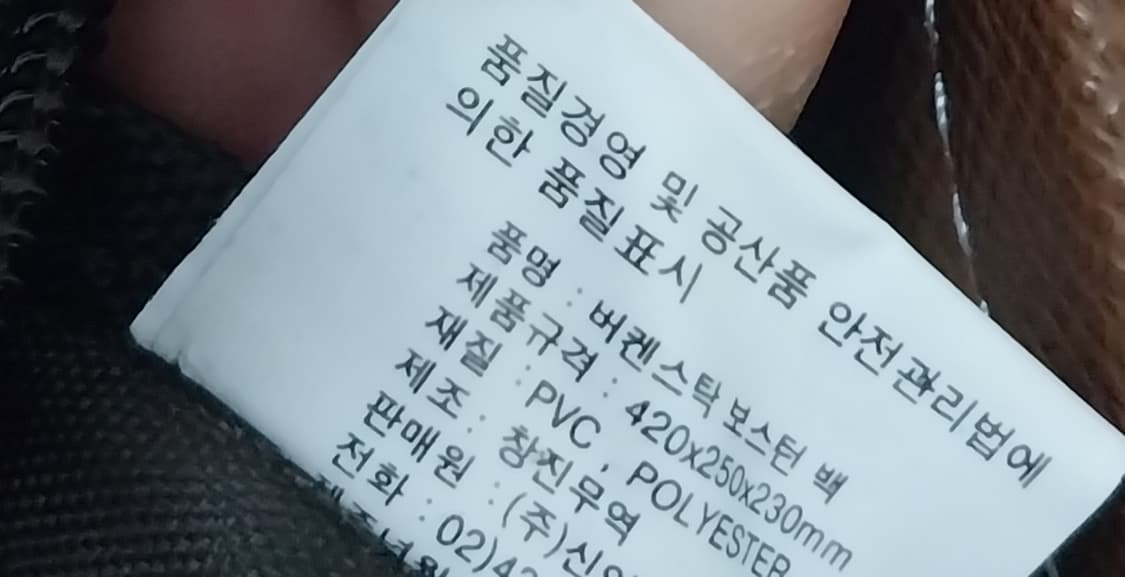 품질경영 및 공산품 안전관리법에
의한 품질표시
품명 : 버켄스탁 보스턴 백
제품규격 : 420x250x230mm
재질 : PVC, POLYESTER
제조 : 창진무역
판매원 : (주)신
전화 : 02)42